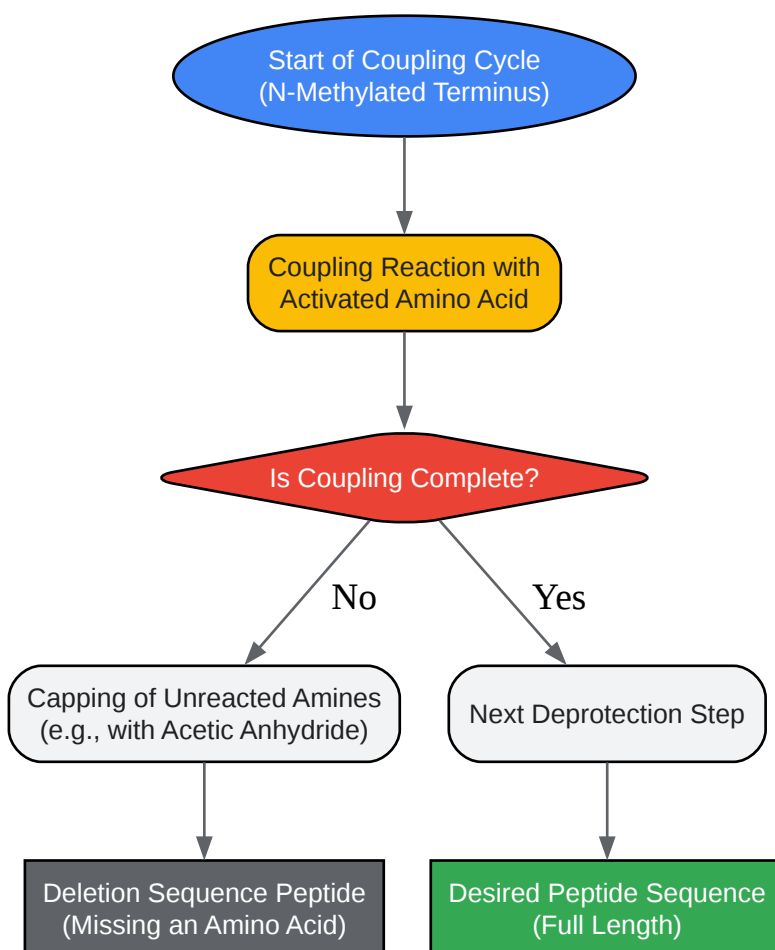 Start of Coupling Cycle
(N-Methylated Terminus)
Coupling Reaction with
Activated Amino Acid
Is Coupling Complete?
No
Yes
Capping of Unreacted Amines
(e.g., with Acetic Anhydride)
Next Deprotection Step
Deletion Sequence Peptide
(Missing an Amino Acid)
Desired Peptide Sequence
(Full Length)